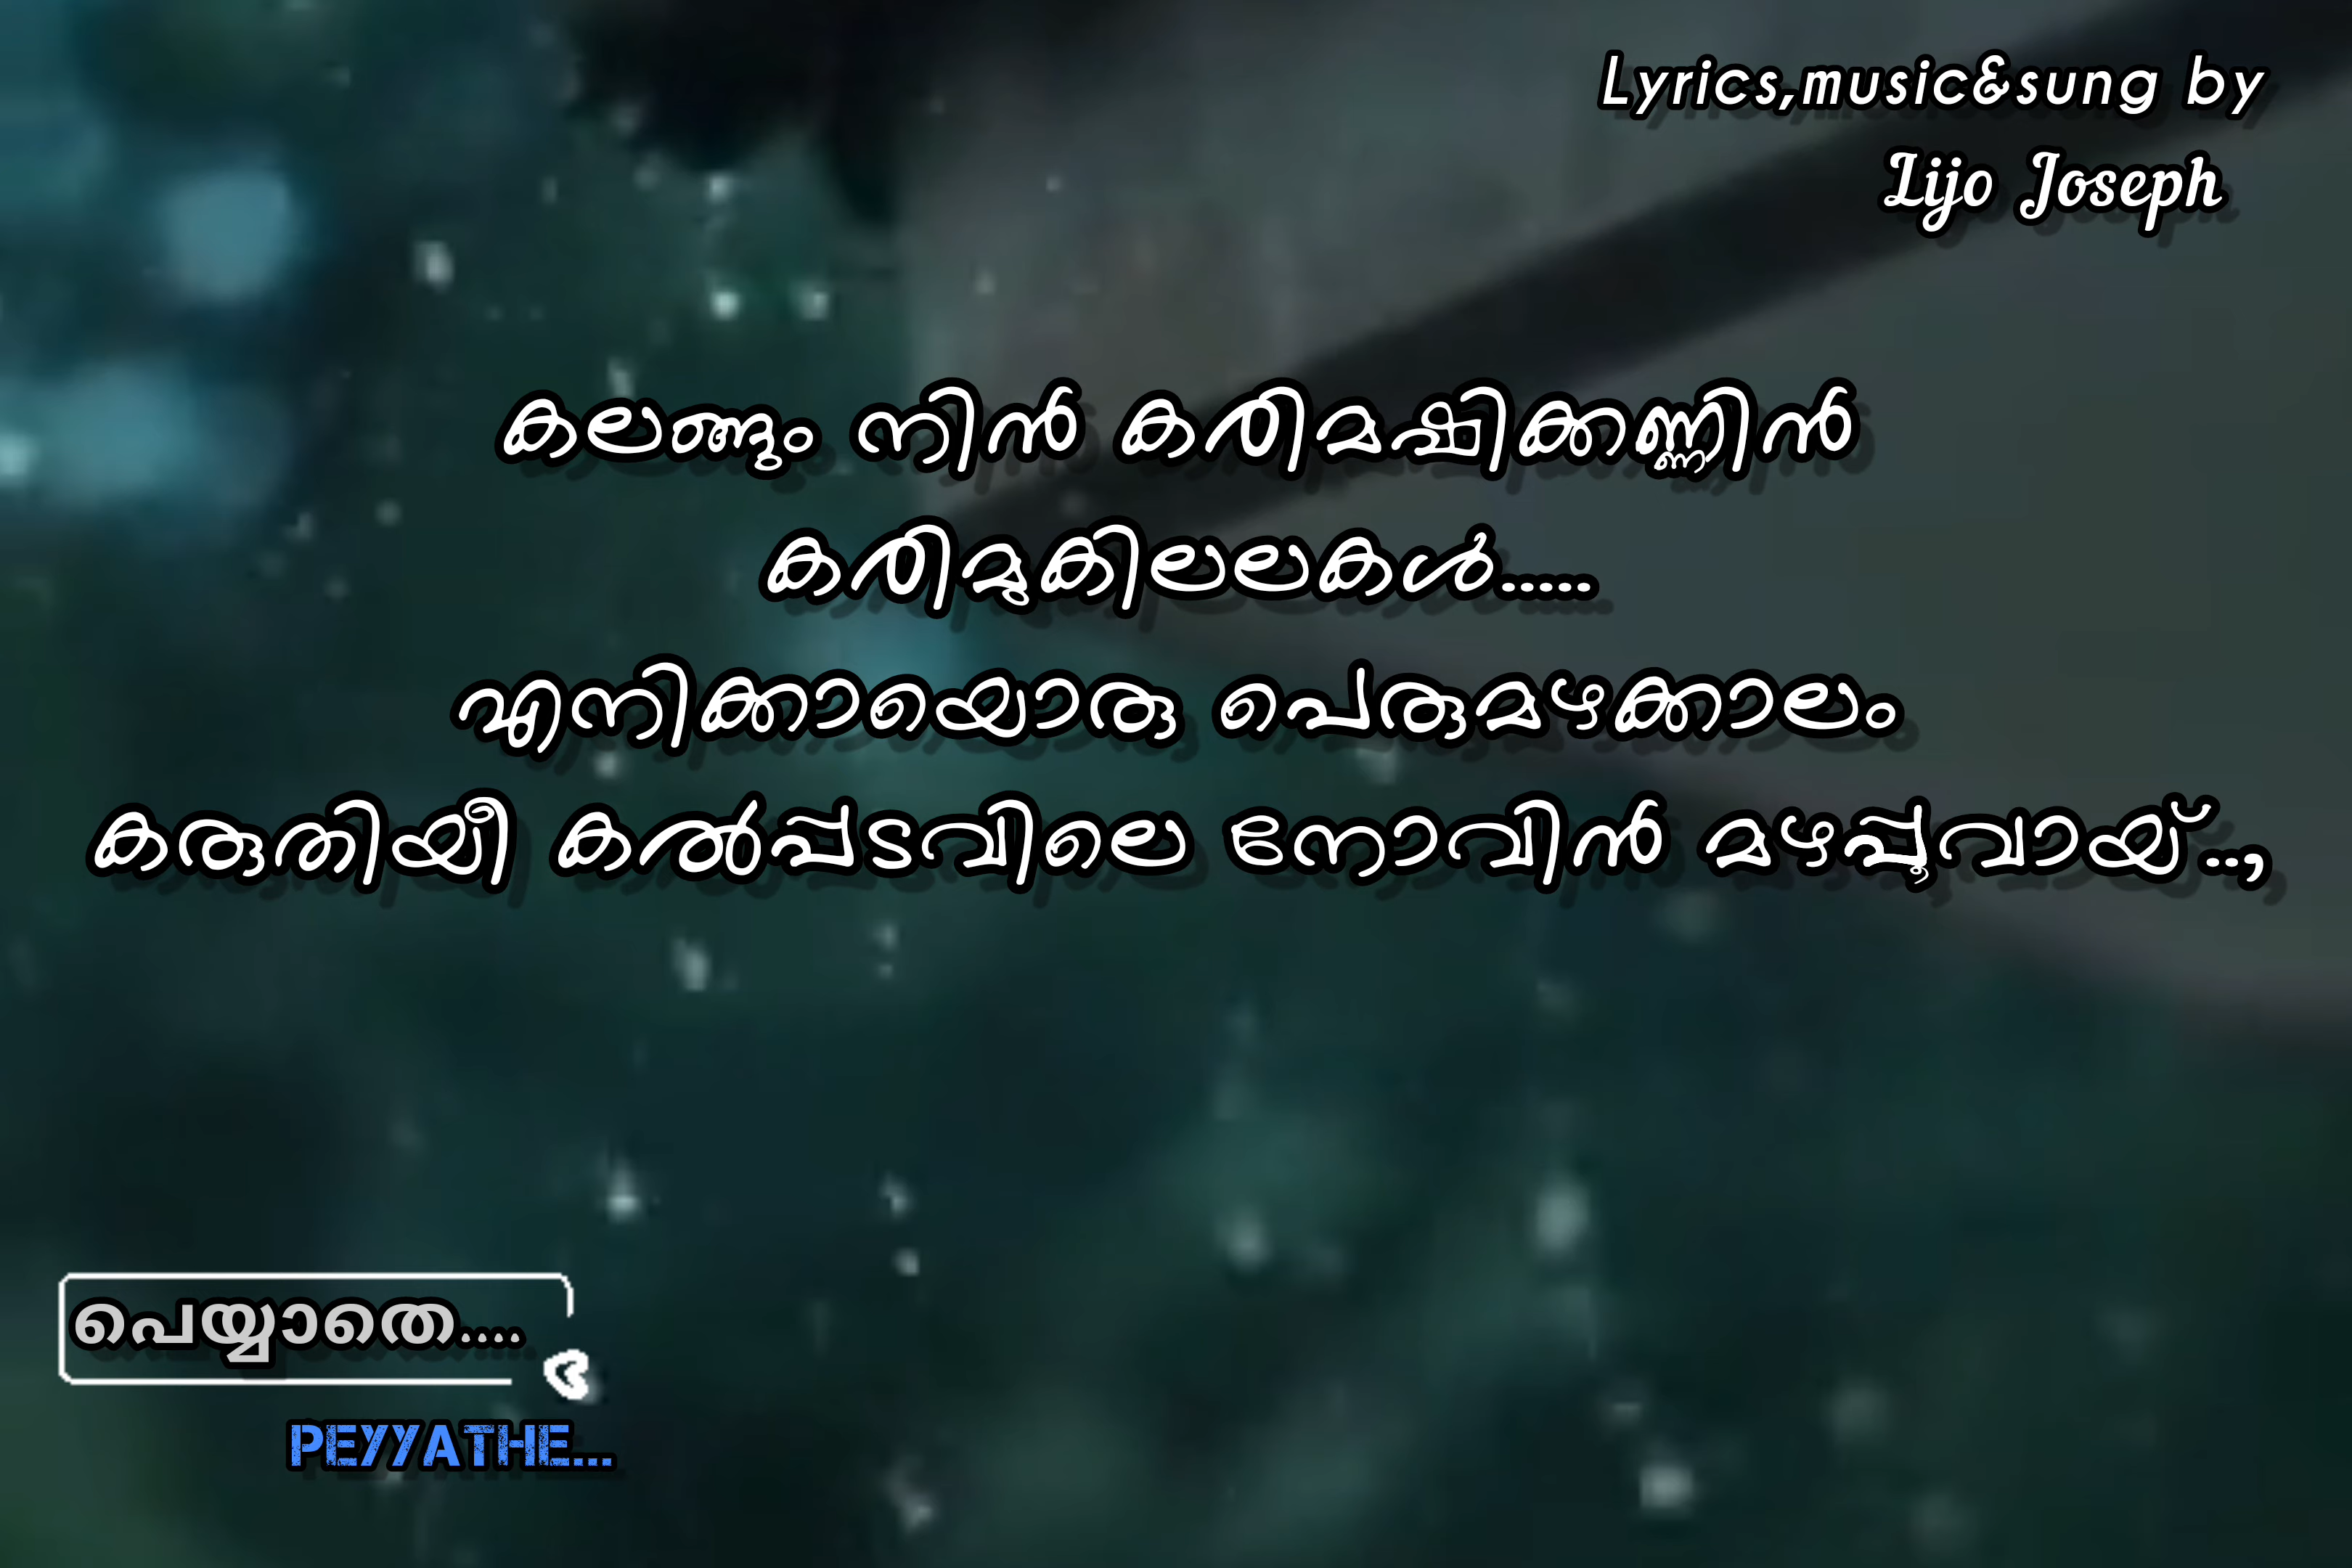 Lyrics,music&sung by
Lijo Joseph
കലങ്ങും നിൻ കരിമഷിക്കണ്ണിൻ
കരിമുകിലലകൾ.....
എനിക്കായൊരു പെരുമഴക്കാലം
കരുതിയീ കൽപ്പടവിലെ നോവിൻ മഴപ്പൂവായ്..,
പെയ്യാതെ....
PEYYATHE...